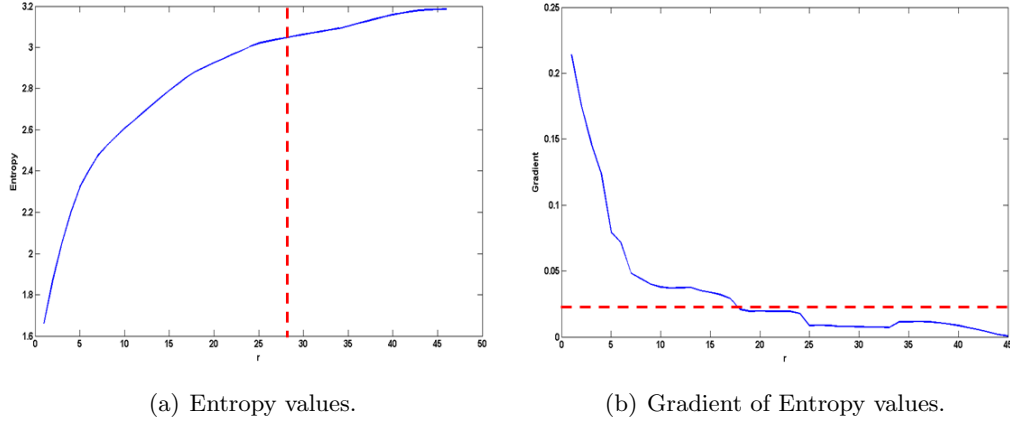 3.2
3
2.8
2.6
2.4
2.2
2
1.8
1.6
Entropy
0 5 10 15 20 25 30 35 40 45 50
r
0.25
0.2
0.15
0.1
0.05
0
Gradient
0 5 10 15 20 25 30 35 40 45
r
(a) Entropy values.
(b) Gradient of Entropy values.